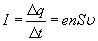 I = Δq / Δt = enSυ